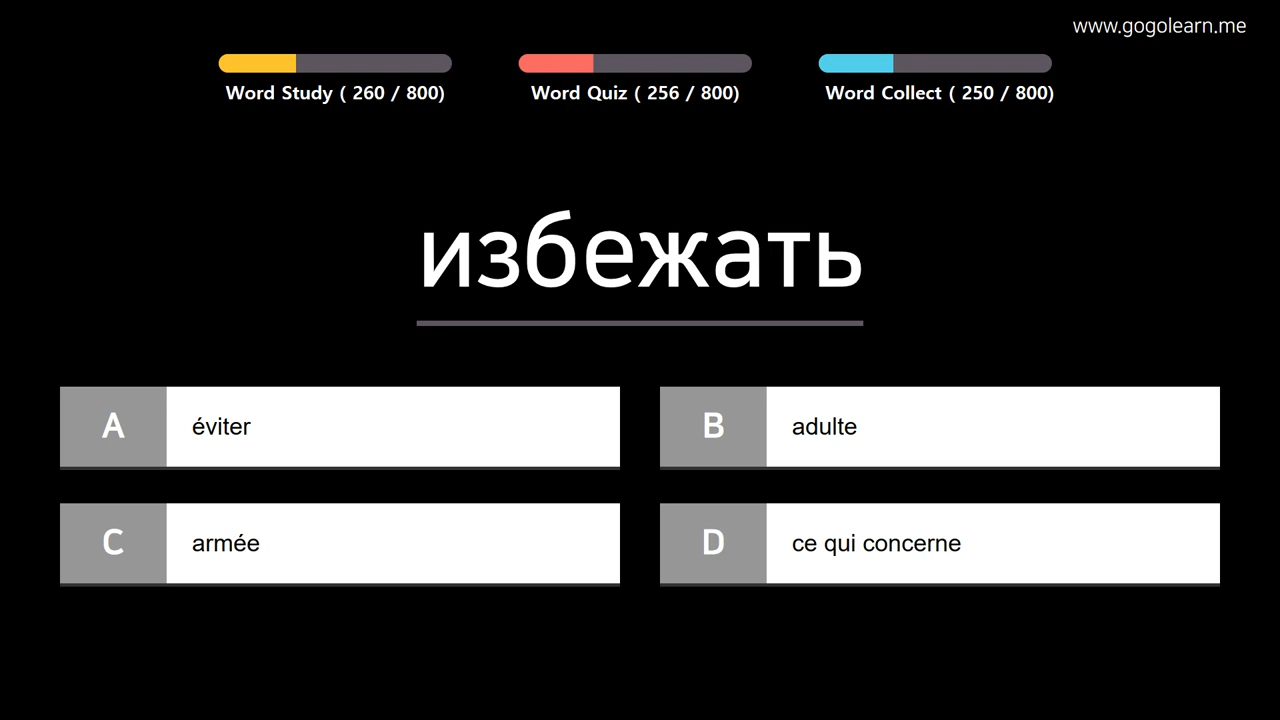 www.gogolearn.me
Word Study ( 260 / 800)
Word Quiz ( 256 / 800)
Word Collect ( 250 / 800)
избежать
A éviter
B adulte
C armée
D ce qui concerne